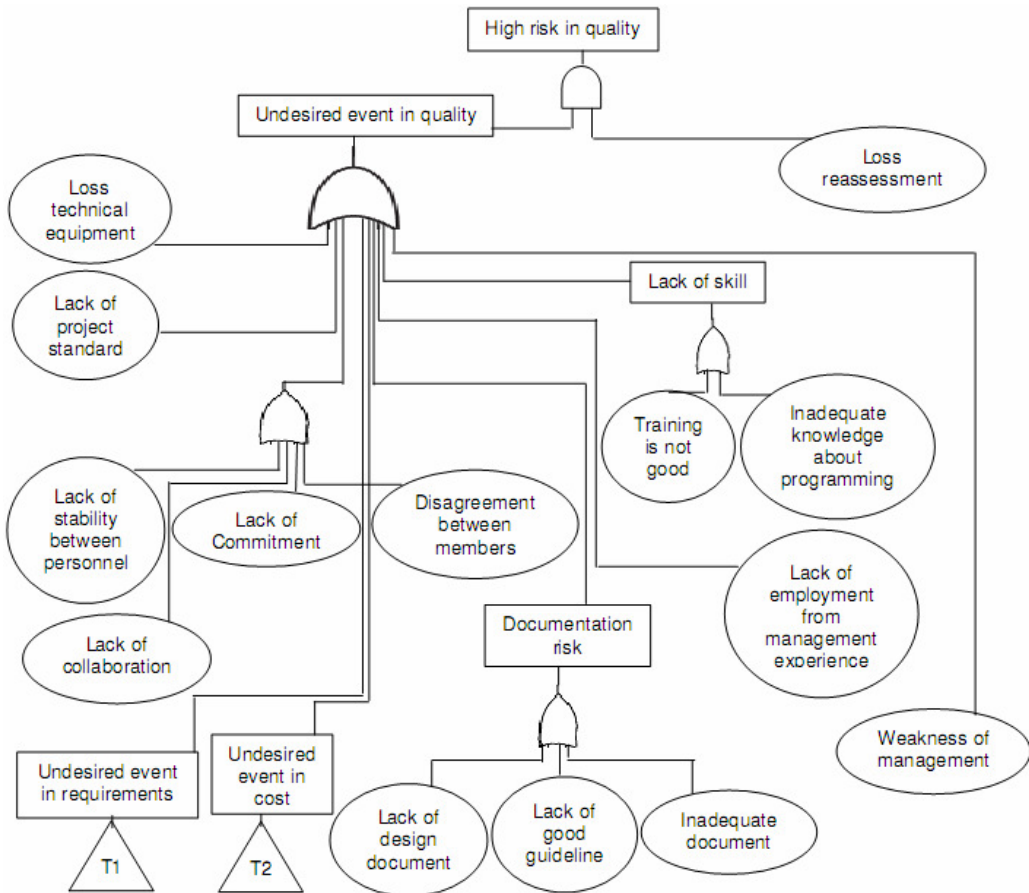 High risk in quality
Undesired event in quality
Loss
reassessment
Loss
technical
equipment
Lack of skill
Lack of
project
standard
Training
is not
good
Inadequate
knowledge
about
programming
Lack of
stability
between
personnel
Lack of
Commitment
Disagreement
between
members
Lack of
employment
from
management
experience
Lack of
collaboration
Documentation
risk
Weakness of
management
Undesired event
in requirements
Undesired
event in
cost
Lack of
design
document
Lack of
good
guideline
Inadequate
document
T1
T2